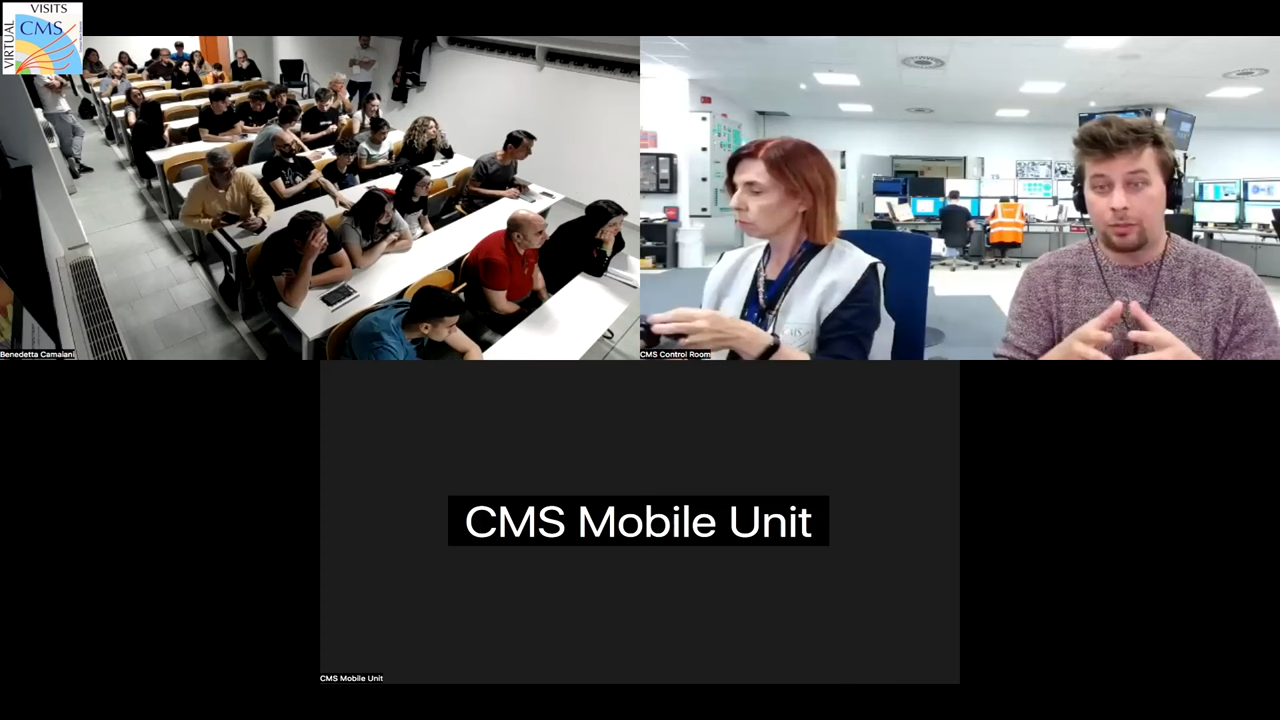 VISITS
VIRTUAL
CMS
Benedetta Camaiani
CMS Control Room
CMS Mobile Unit
CMS Mobile Unit